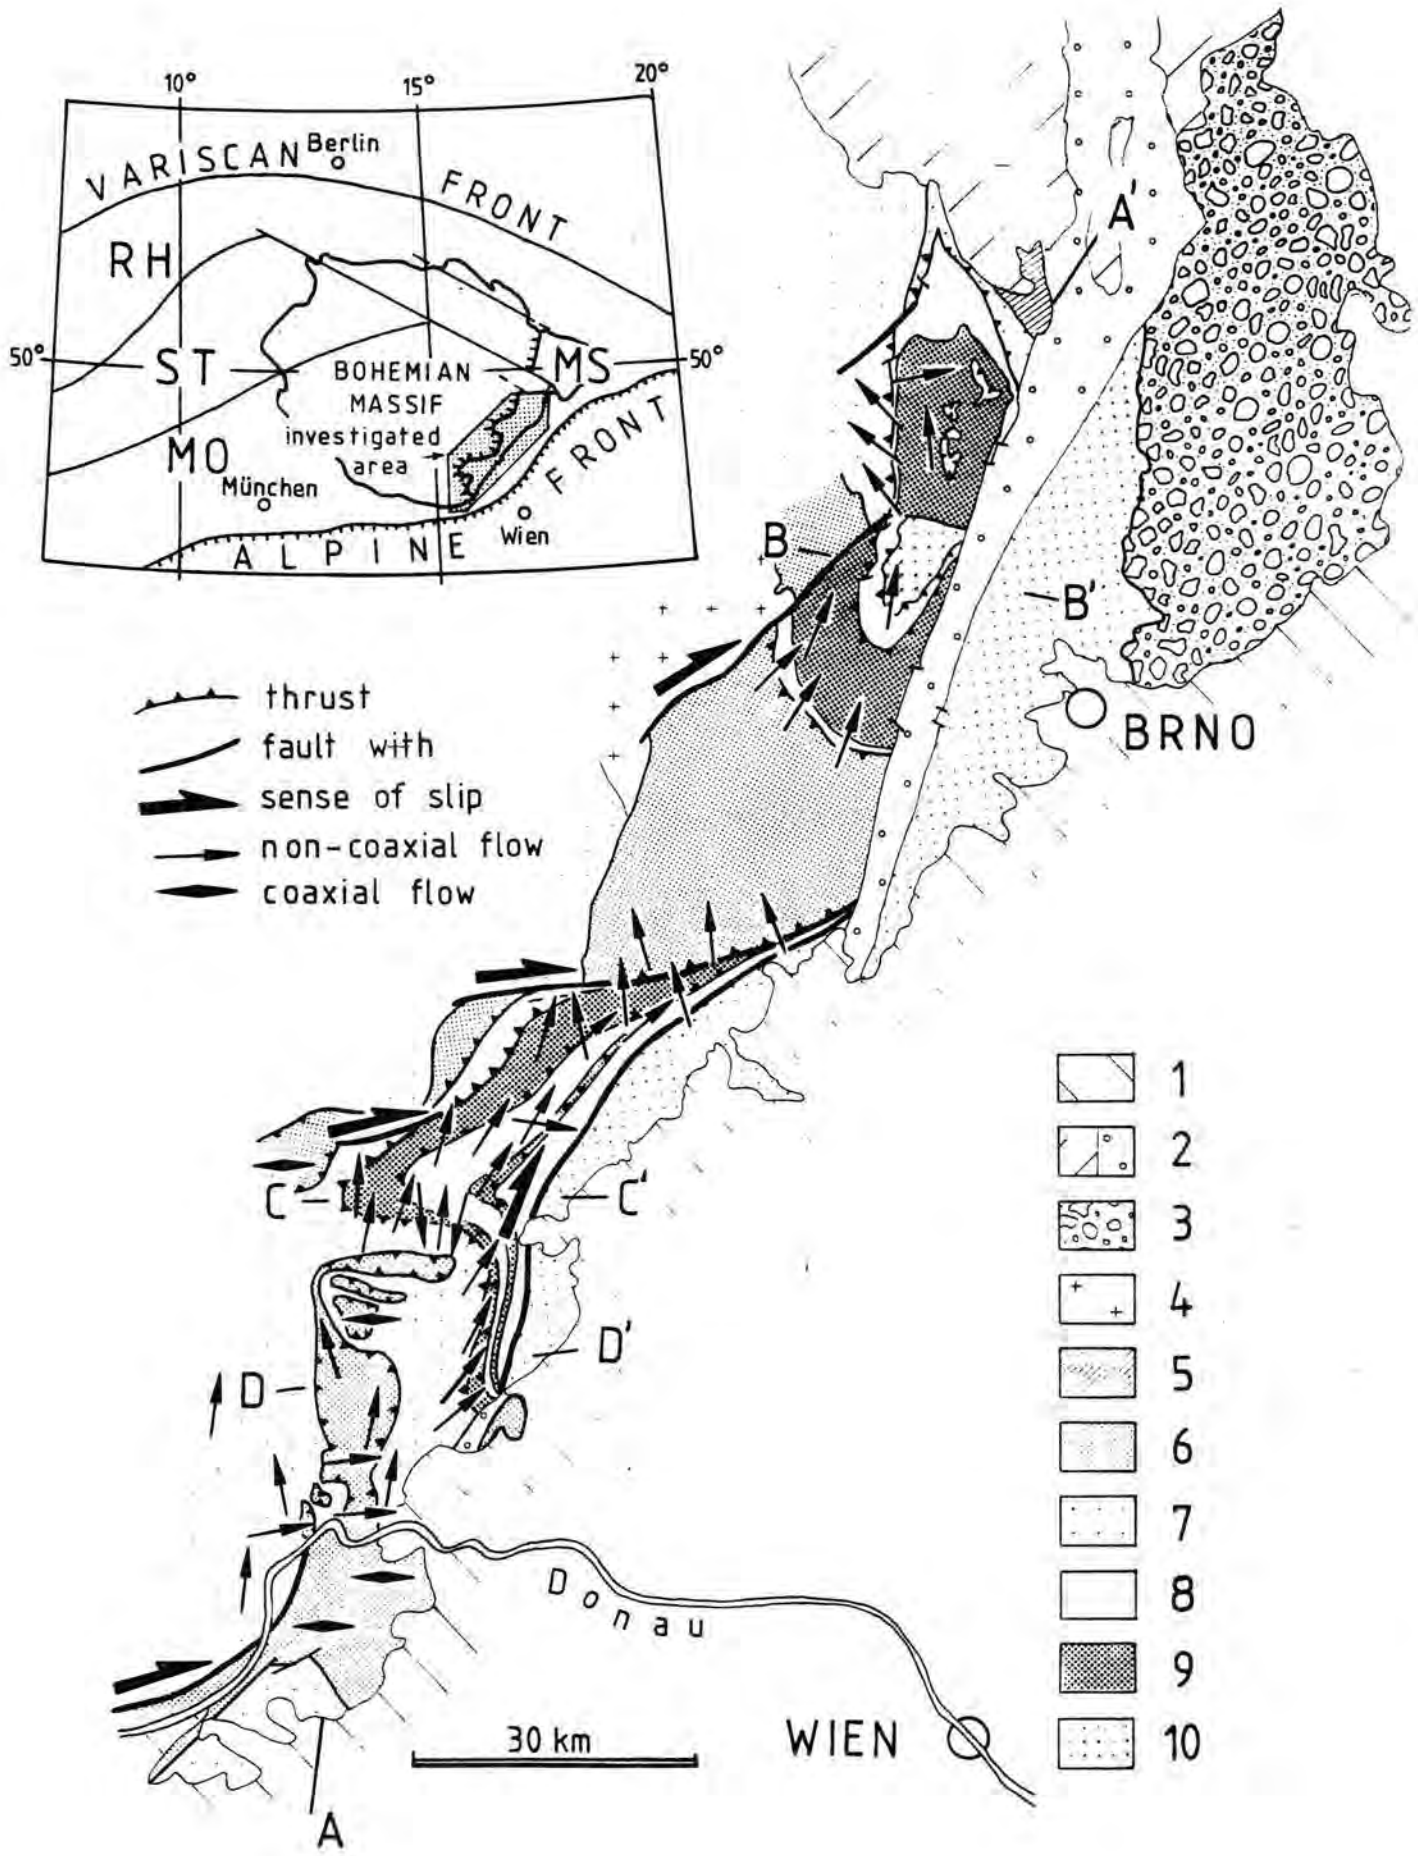 10° 15° 20°
VARISCAN FRONT
Berlin
RH
50° ST MS 50°
BOHEMIAN
MASSIF
investigated
area
MO
München
Wien
ALPINE FRONT
thrust
fault with
sense of slip
non-coaxial flow
coaxial flow
A'
B
B'
BRNO
C
C'
D
D'
Donau
30 km
WIEN
A
1
2
3
4
5
6
7
8
9
10